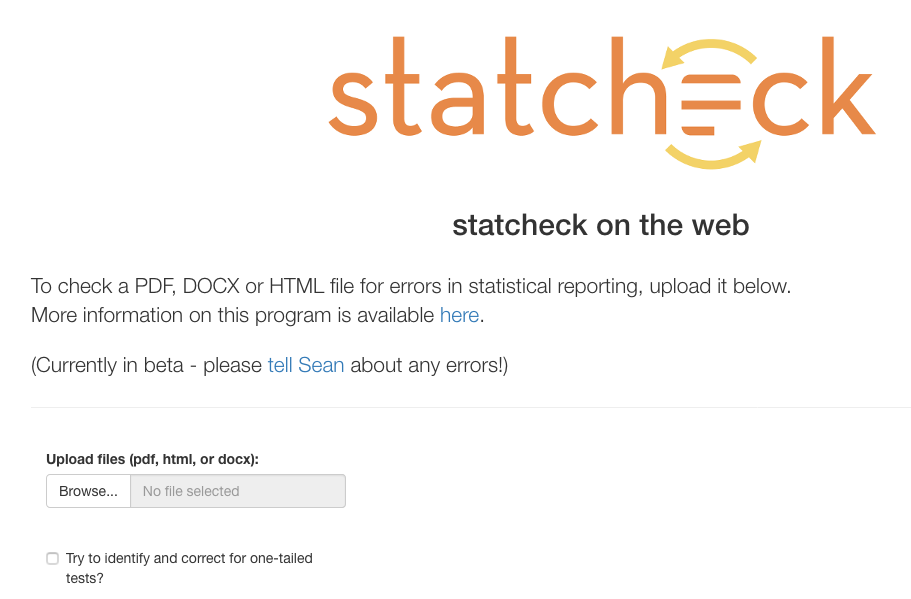 statcheck
statcheck on the web
To check a PDF, DOCX or HTML file for errors in statistical reporting, upload it below.
More information on this program is available here.
(Currently in beta - please tell Sean about any errors!)
Upload files (pdf, html, or docx):
Browse... No file selected
Try to identify and correct for one-tailed
tests?